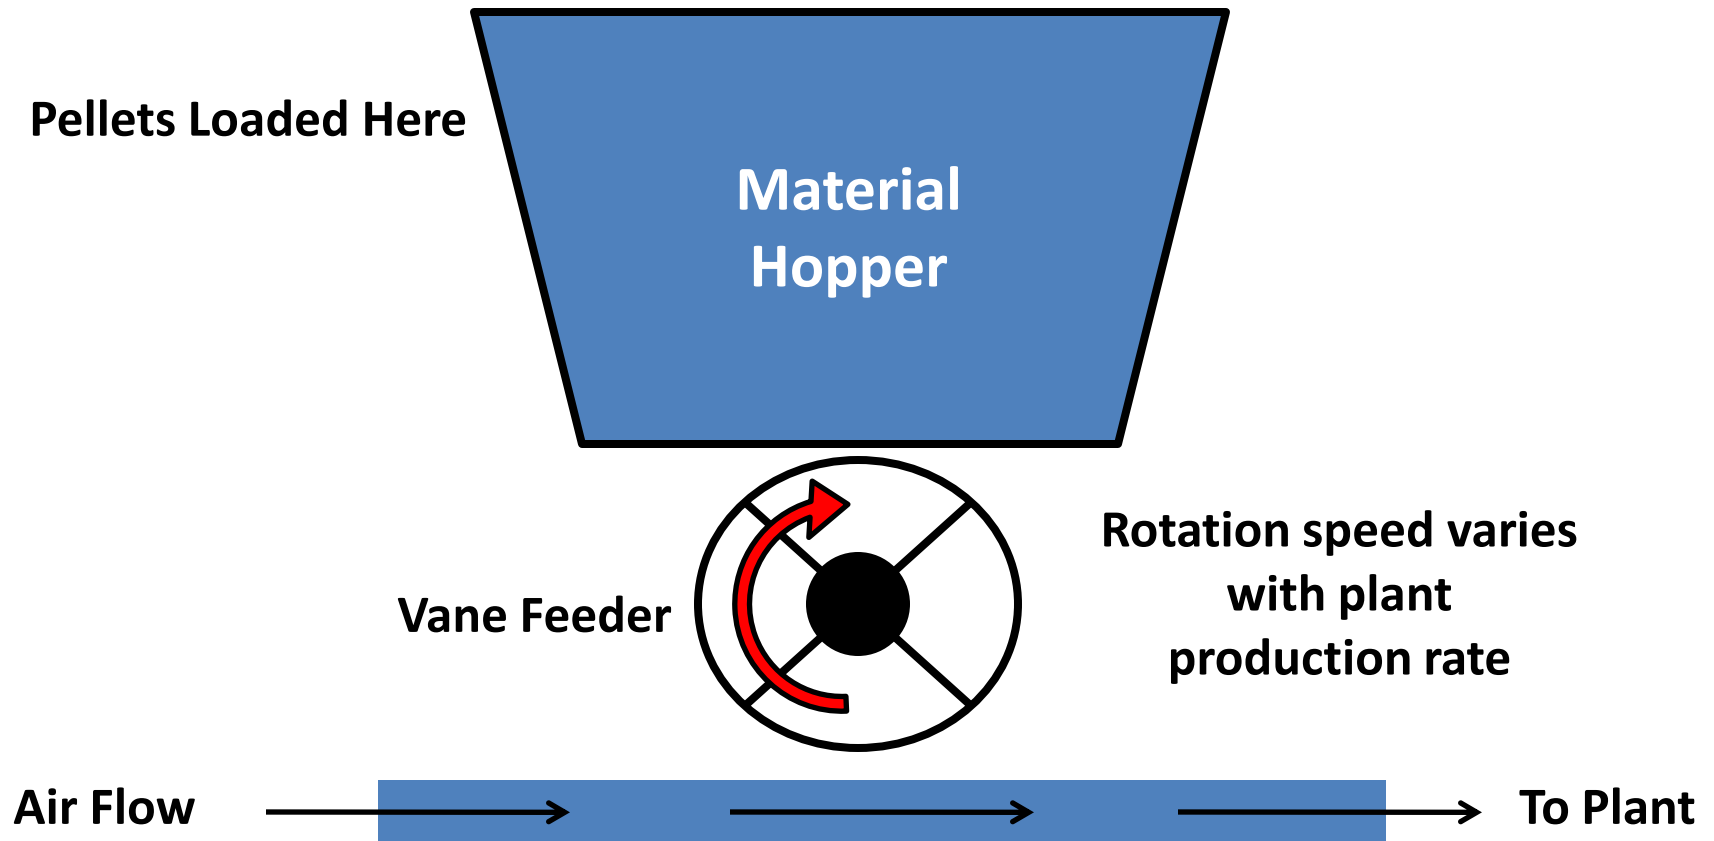 Pellets Loaded Here
Material
Hopper
Rotation speed varies
with plant
production rate
Vane Feeder
Air Flow
To Plant